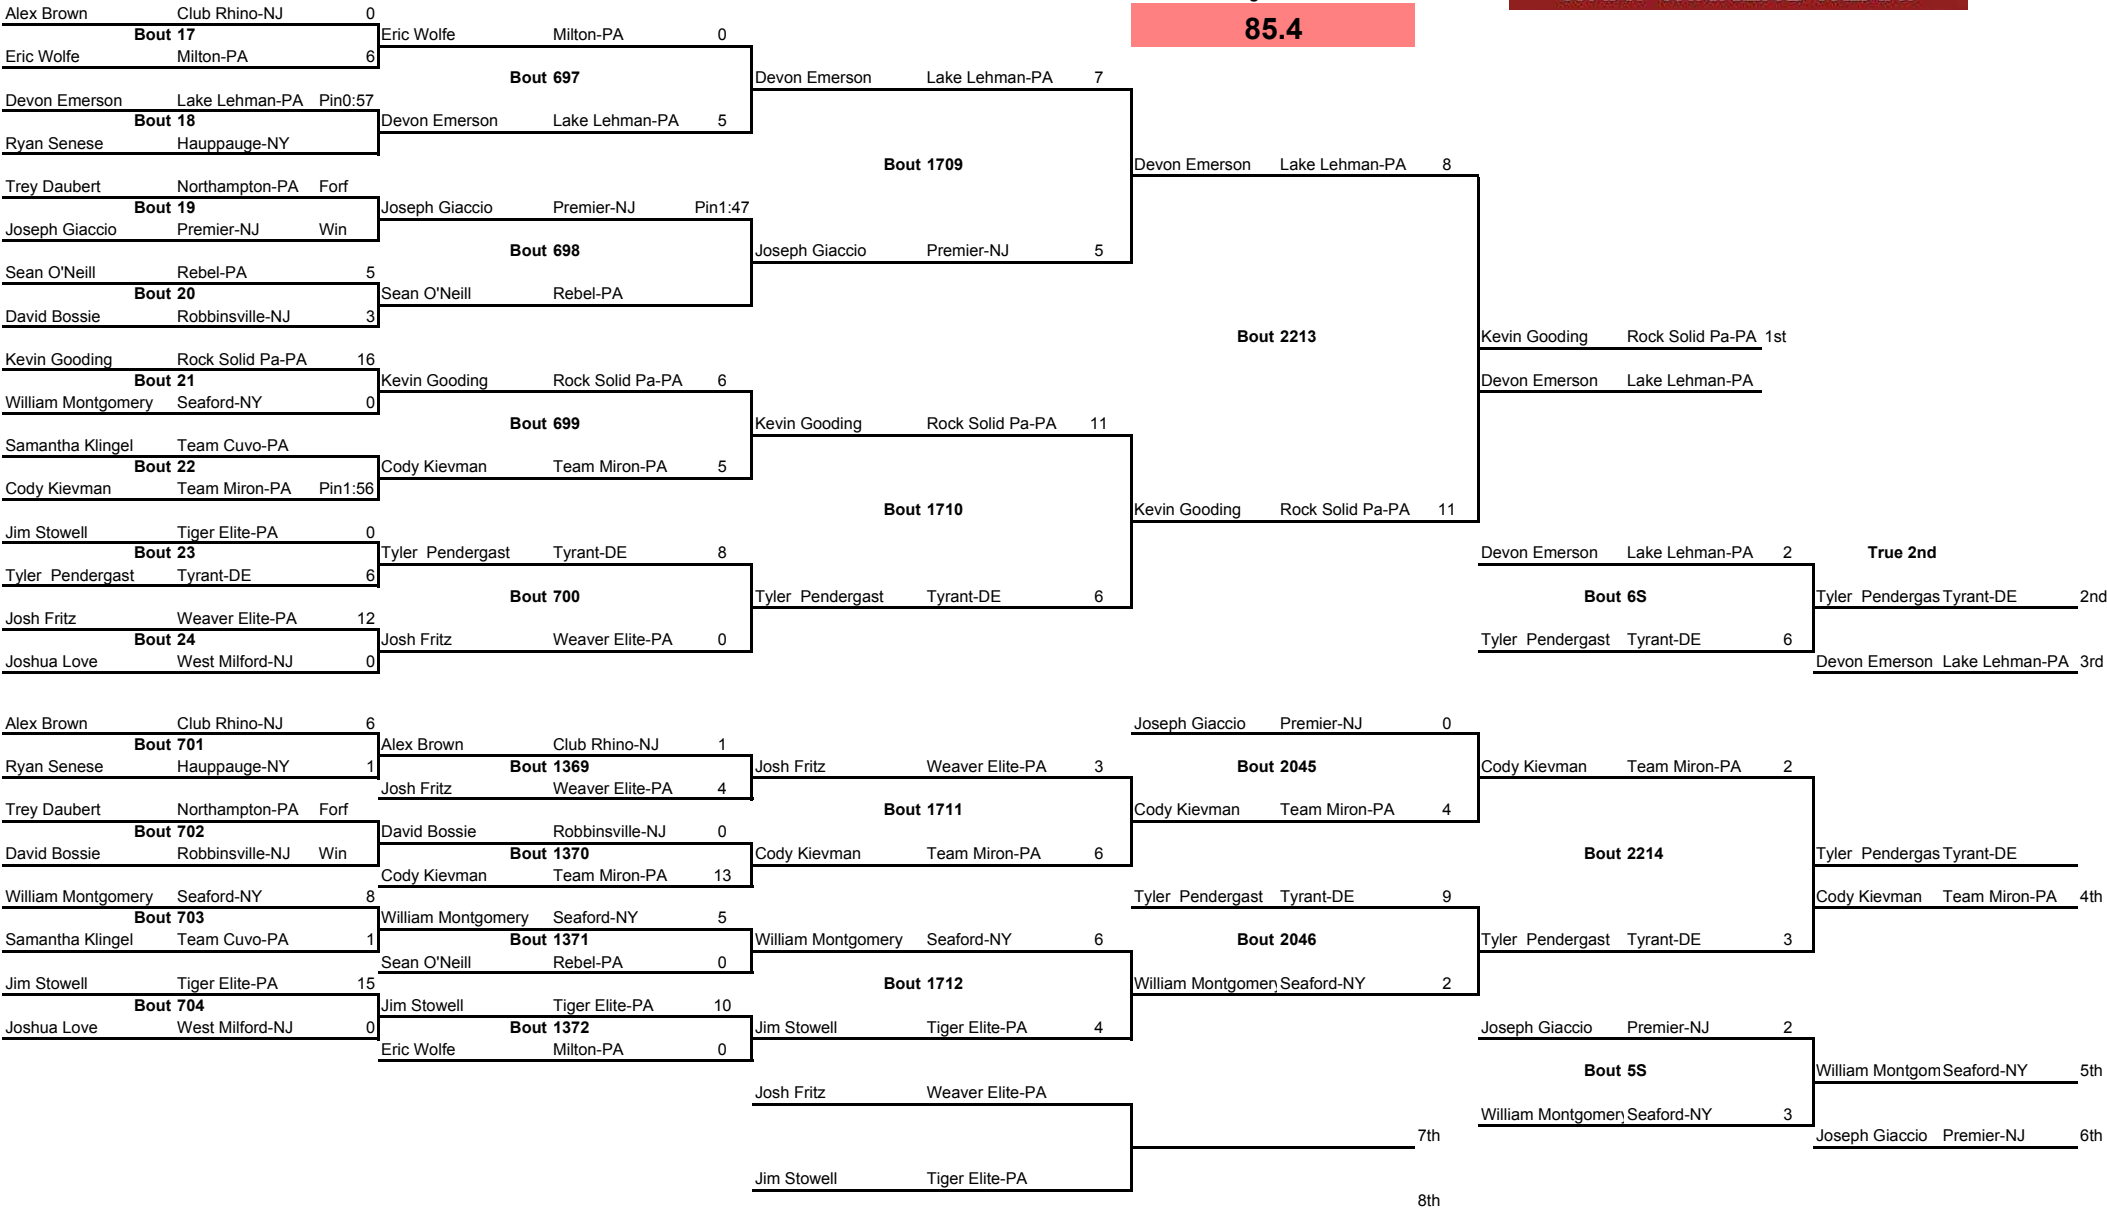 Alex Brown Club Rhino-NJ 0
Bout 17
Eric Wolfe Milton-PA 6
Devon Emerson Lake Lehman-PA Pin0:57
Bout 18
Ryan Senese Hauppauge-NY
Trey Daubert Northampton-PA Forf
Bout 19
Joseph Giaccio Premier-NJ Win
Sean O'Neill Rebel-PA 5
Bout 20
David Bossie Robbinsville-NJ 3
Kevin Gooding Rock Solid Pa-PA 16
Bout 21
William Montgomery Seaford-NY 0
Samantha Klingel Team Cuvo-PA
Bout 22
Cody Kievman Team Miron-PA Pin1:56
Jim Stowell Tiger Elite-PA 0
Bout 23
Tyler Pendergast Tyrant-DE 6
Josh Fritz Weaver Elite-PA 12
Bout 24
Joshua Love West Milford-NJ 0
Eric Wolfe Milton-PA 0
Bout 697
Devon Emerson Lake Lehman-PA 5
Joseph Giaccio Premier-NJ Pin1:47
Bout 698
Sean O'Neill Rebel-PA
Kevin Gooding Rock Solid Pa-PA 6
Bout 699
Cody Kievman Team Miron-PA 5
Tyler Pendergast Tyrant-DE 8
Bout 700
Josh Fritz Weaver Elite-PA 0
Devon Emerson Lake Lehman-PA 7
Bout 1709
Joseph Giaccio Premier-NJ 5
Kevin Gooding Rock Solid Pa-PA 11
Bout 1710
Tyler Pendergast Tyrant-DE 6
85.4
Devon Emerson Lake Lehman-PA 8
Bout 2213
Kevin Gooding Rock Solid Pa-PA 11
Kevin Gooding Rock Solid Pa-PA 1st
Devon Emerson Lake Lehman-PA
Devon Emerson Lake Lehman-PA 2
True 2nd
Bout 6S
Tyler Pendergast Tyrant-DE 6
Tyler Pendergas Tyrant-DE 2nd
Devon Emerson Lake Lehman-PA 3rd
Alex Brown Club Rhino-NJ 6
Bout 701
Ryan Senese Hauppauge-NY 1
Trey Daubert Northampton-PA Forf
Bout 702
David Bossie Robbinsville-NJ Win
William Montgomery Seaford-NY 8
Bout 703
Samantha Klingel Team Cuvo-PA 1
Jim Stowell Tiger Elite-PA 15
Bout 704
Joshua Love West Milford-NJ 0
Alex Brown Club Rhino-NJ 1
Bout 1369
Josh Fritz Weaver Elite-PA 4
David Bossie Robbinsville-NJ 0
Bout 1370
Cody Kievman Team Miron-PA 13
William Montgomery Seaford-NY 5
Bout 1371
Sean O'Neill Rebel-PA 0
Jim Stowell Tiger Elite-PA 10
Bout 1372
Eric Wolfe Milton-PA 0
Josh Fritz Weaver Elite-PA 3
Bout 1711
Cody Kievman Team Miron-PA 6
William Montgomery Seaford-NY 6
Bout 1712
Jim Stowell Tiger Elite-PA 4
Josh Fritz Weaver Elite-PA
Jim Stowell Tiger Elite-PA
7th
8th
Joseph Giaccio Premier-NJ 0
Bout 2045
Cody Kievman Team Miron-PA 4
Tyler Pendergast Tyrant-DE 9
Bout 2046
William Montgomery Seaford-NY 2
Cody Kievman Team Miron-PA 2
Bout 2214
Tyler Pendergast Tyrant-DE 3
Tyler Pendergas Tyrant-DE
Cody Kievman Team Miron-PA 4th
Joseph Giaccio Premier-NJ 2
Bout 5S
William Montgomery Seaford-NY 3
William Montgom Seaford-NY 5th
Joseph Giaccio Premier-NJ 6th